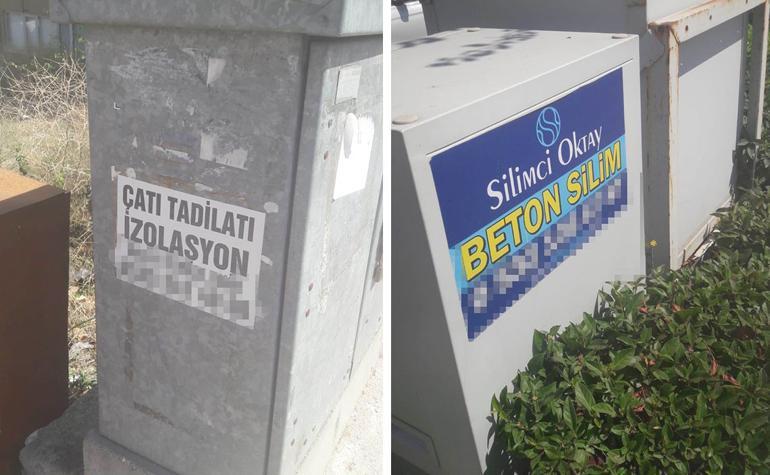 ÇATI TADİLATI
İZOLASYON
Silimci Oktay
BETON SİLİM